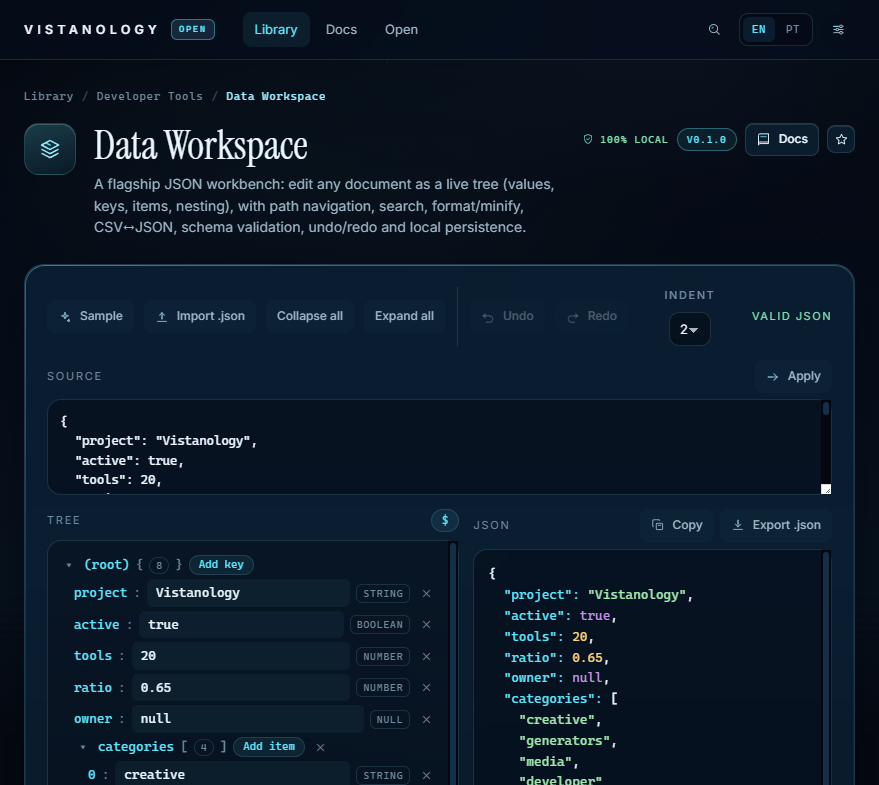 VISTANOLOGY OPEN Library Docs Open EN PT
Library / Developer Tools / Data Workspace
Data Workspace
100% LOCAL V0.1.0 Docs
A flagship JSON workbench: edit any document as a live tree (values,
keys, items, nesting), with path navigation, search, format/minify,
CSV↔JSON, schema validation, undo/redo and local persistence.
Sample Import .json Collapse all Expand all Undo Redo
INDENT
2
VALID JSON
SOURCE
Apply
{
"project": "Vistanology",
"active": true,
"tools": 20,
TREE
$
(root) { 8 } Add key
project : Vistanology STRING ×
active : true BOOLEAN ×
tools : 20 NUMBER ×
ratio : 0.65 NUMBER ×
owner : null NULL ×
categories [ 4 ] Add item ×
0 : creative STRING ×
JSON
Copy Export .json
{
"project": "Vistanology",
"active": true,
"tools": 20,
"ratio": 0.65,
"owner": null,
"categories": [
"creative",
"generators",
"media",
"developer"